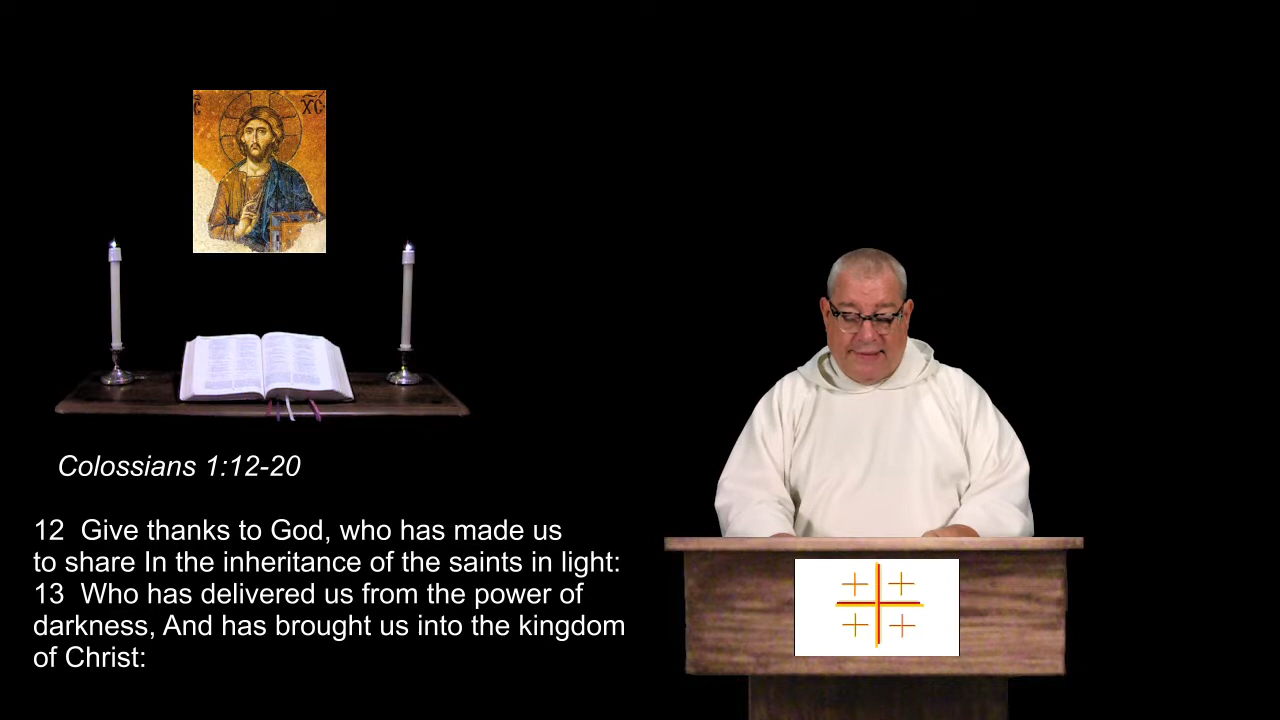 XC
Colossians 1:12-20
12 Give thanks to God, who has made us
to share In the inheritance of the saints in light:
13 Who has delivered us from the power of
darkness, And has brought us into the kingdom
of Christ: